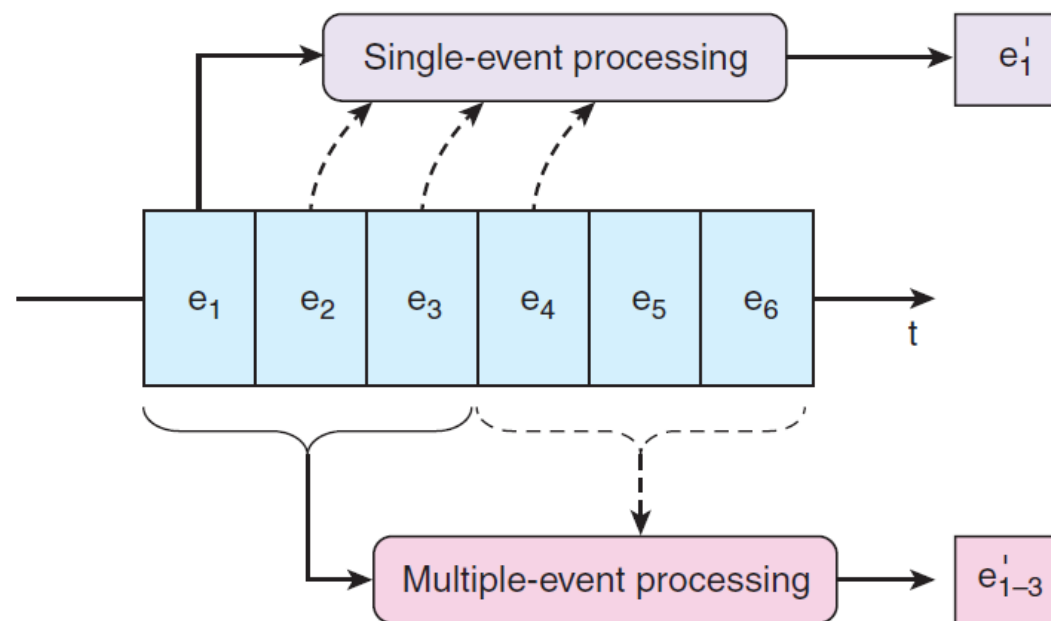 Single-event processing
e'₁
e₁ e₂ e₃ e₄ e₅ e₆
t
Multiple-event processing
e'₁₋₃